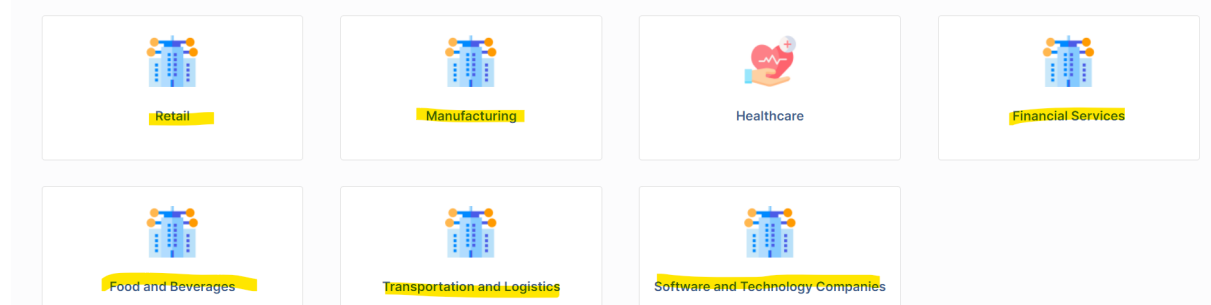 Retail
Manufacturing
Healthcare
Financial Services
Food and Beverages
Transportation and Logistics
Software and Technology Companies